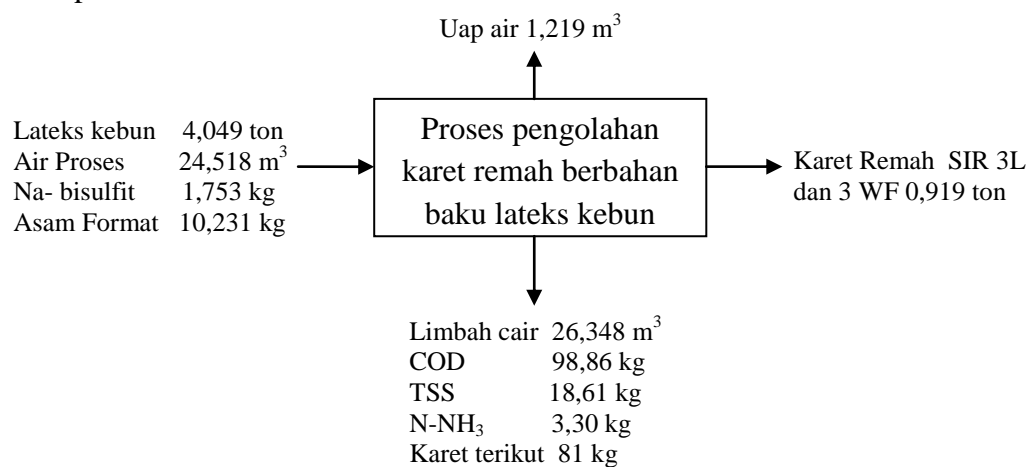 Uap air 1,219 m³
Lateks kebun 4,049 ton
Air Proses 24,518 m³
Na- bisulfit 1,753 kg
Asam Format 10,231 kg
Proses pengolahan
karet remah berbahan
baku lateks kebun
Karet Remah SIR 3L
dan 3 WF 0,919 ton
Limbah cair 26,348 m³
COD 98,86 kg
TSS 18,61 kg
N-NH₃ 3,30 kg
Karet terikut 81 kg